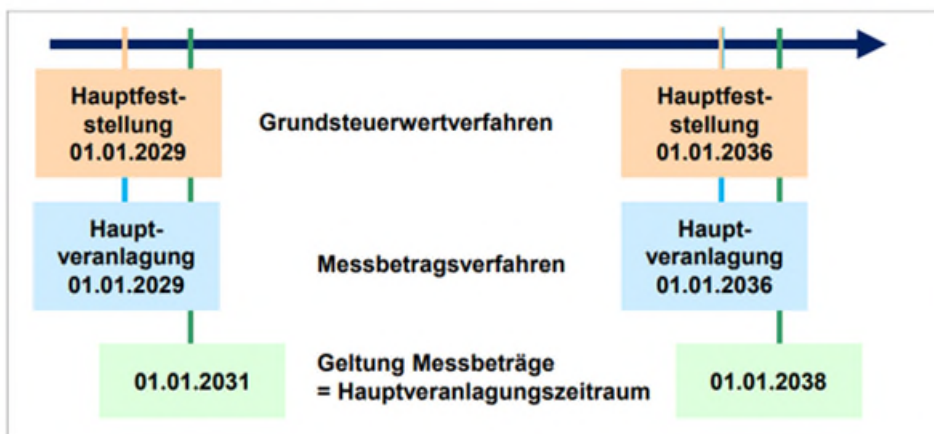 Hauptfest-
stellung
01.01.2029
Grundsteuerwertverfahren
Hauptfest-
stellung
01.01.2036
Haupt-
veranlagung
01.01.2029
Messbetragsverfahren
Haupt-
veranlagung
01.01.2036
01.01.2031
Geltung Messbeträge
= Hauptveranlagungszeitraum
01.01.2038